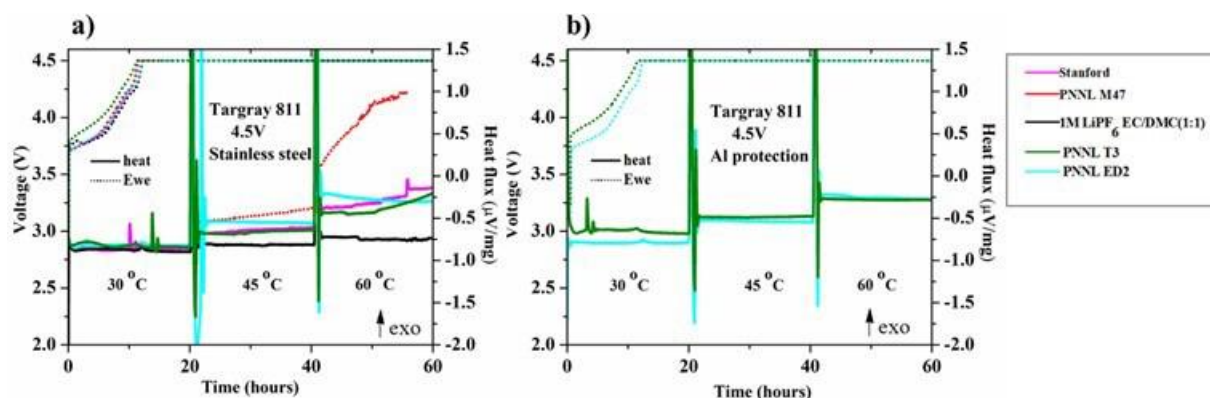 a)
4.5
4.0
3.5
3.0
2.5
2.0
Voltage (V)
1.5
1.0
0.5
0.0
-0.5
-1.0
-1.5
-2.0
Heat flux (μV/mg)
Targray 811
4.5V
Stainless steel
heat
Ewe
30 °C
45 °C
60 °C
exo
0
20
40
60
Time (hours)
b)
4.5
4.0
3.5
3.0
2.5
2.0
Voltage (V)
1.5
1.0
0.5
0.0
-0.5
-1.0
-1.5
-2.0
Heat flux (μV/mg)
Targray 811
4.5V
Al protection
heat
Ewe
30 °C
45 °C
60 °C
exo
0
20
40
60
Time (hours)
Stanford
PNNL M47
1M LiPF6 EC/DMC(1:1)
PNNL T3
PNNL ED2